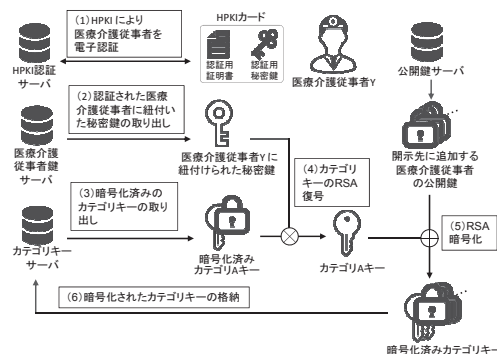 (1)HPKIにより
医療介護従事者を
電子認証
HPKIカード
認証用
証明書
認証用
秘密鍵
HPKI認証
サーバ
医療介護従事者Y
公開鍵サーバ
(2)認証された医療
介護従事者に紐付い
た秘密鍵の取り出し
医療介護
従事者鍵
サーバ
医療介護従事者Yに
紐付けられた秘密鍵
開示先に追加する
医療介護従事者
の公開鍵
(4)カテゴリ
キーのRSA
復号
(3)暗号化済みの
カテゴリキーの取り
出し
(5)RSA
暗号化
カテゴリキー
サーバ
暗号化済み
カテゴリAキー
カテゴリAキー
(6)暗号化されたカテゴリキーの格納
暗号化済みカテゴリキー